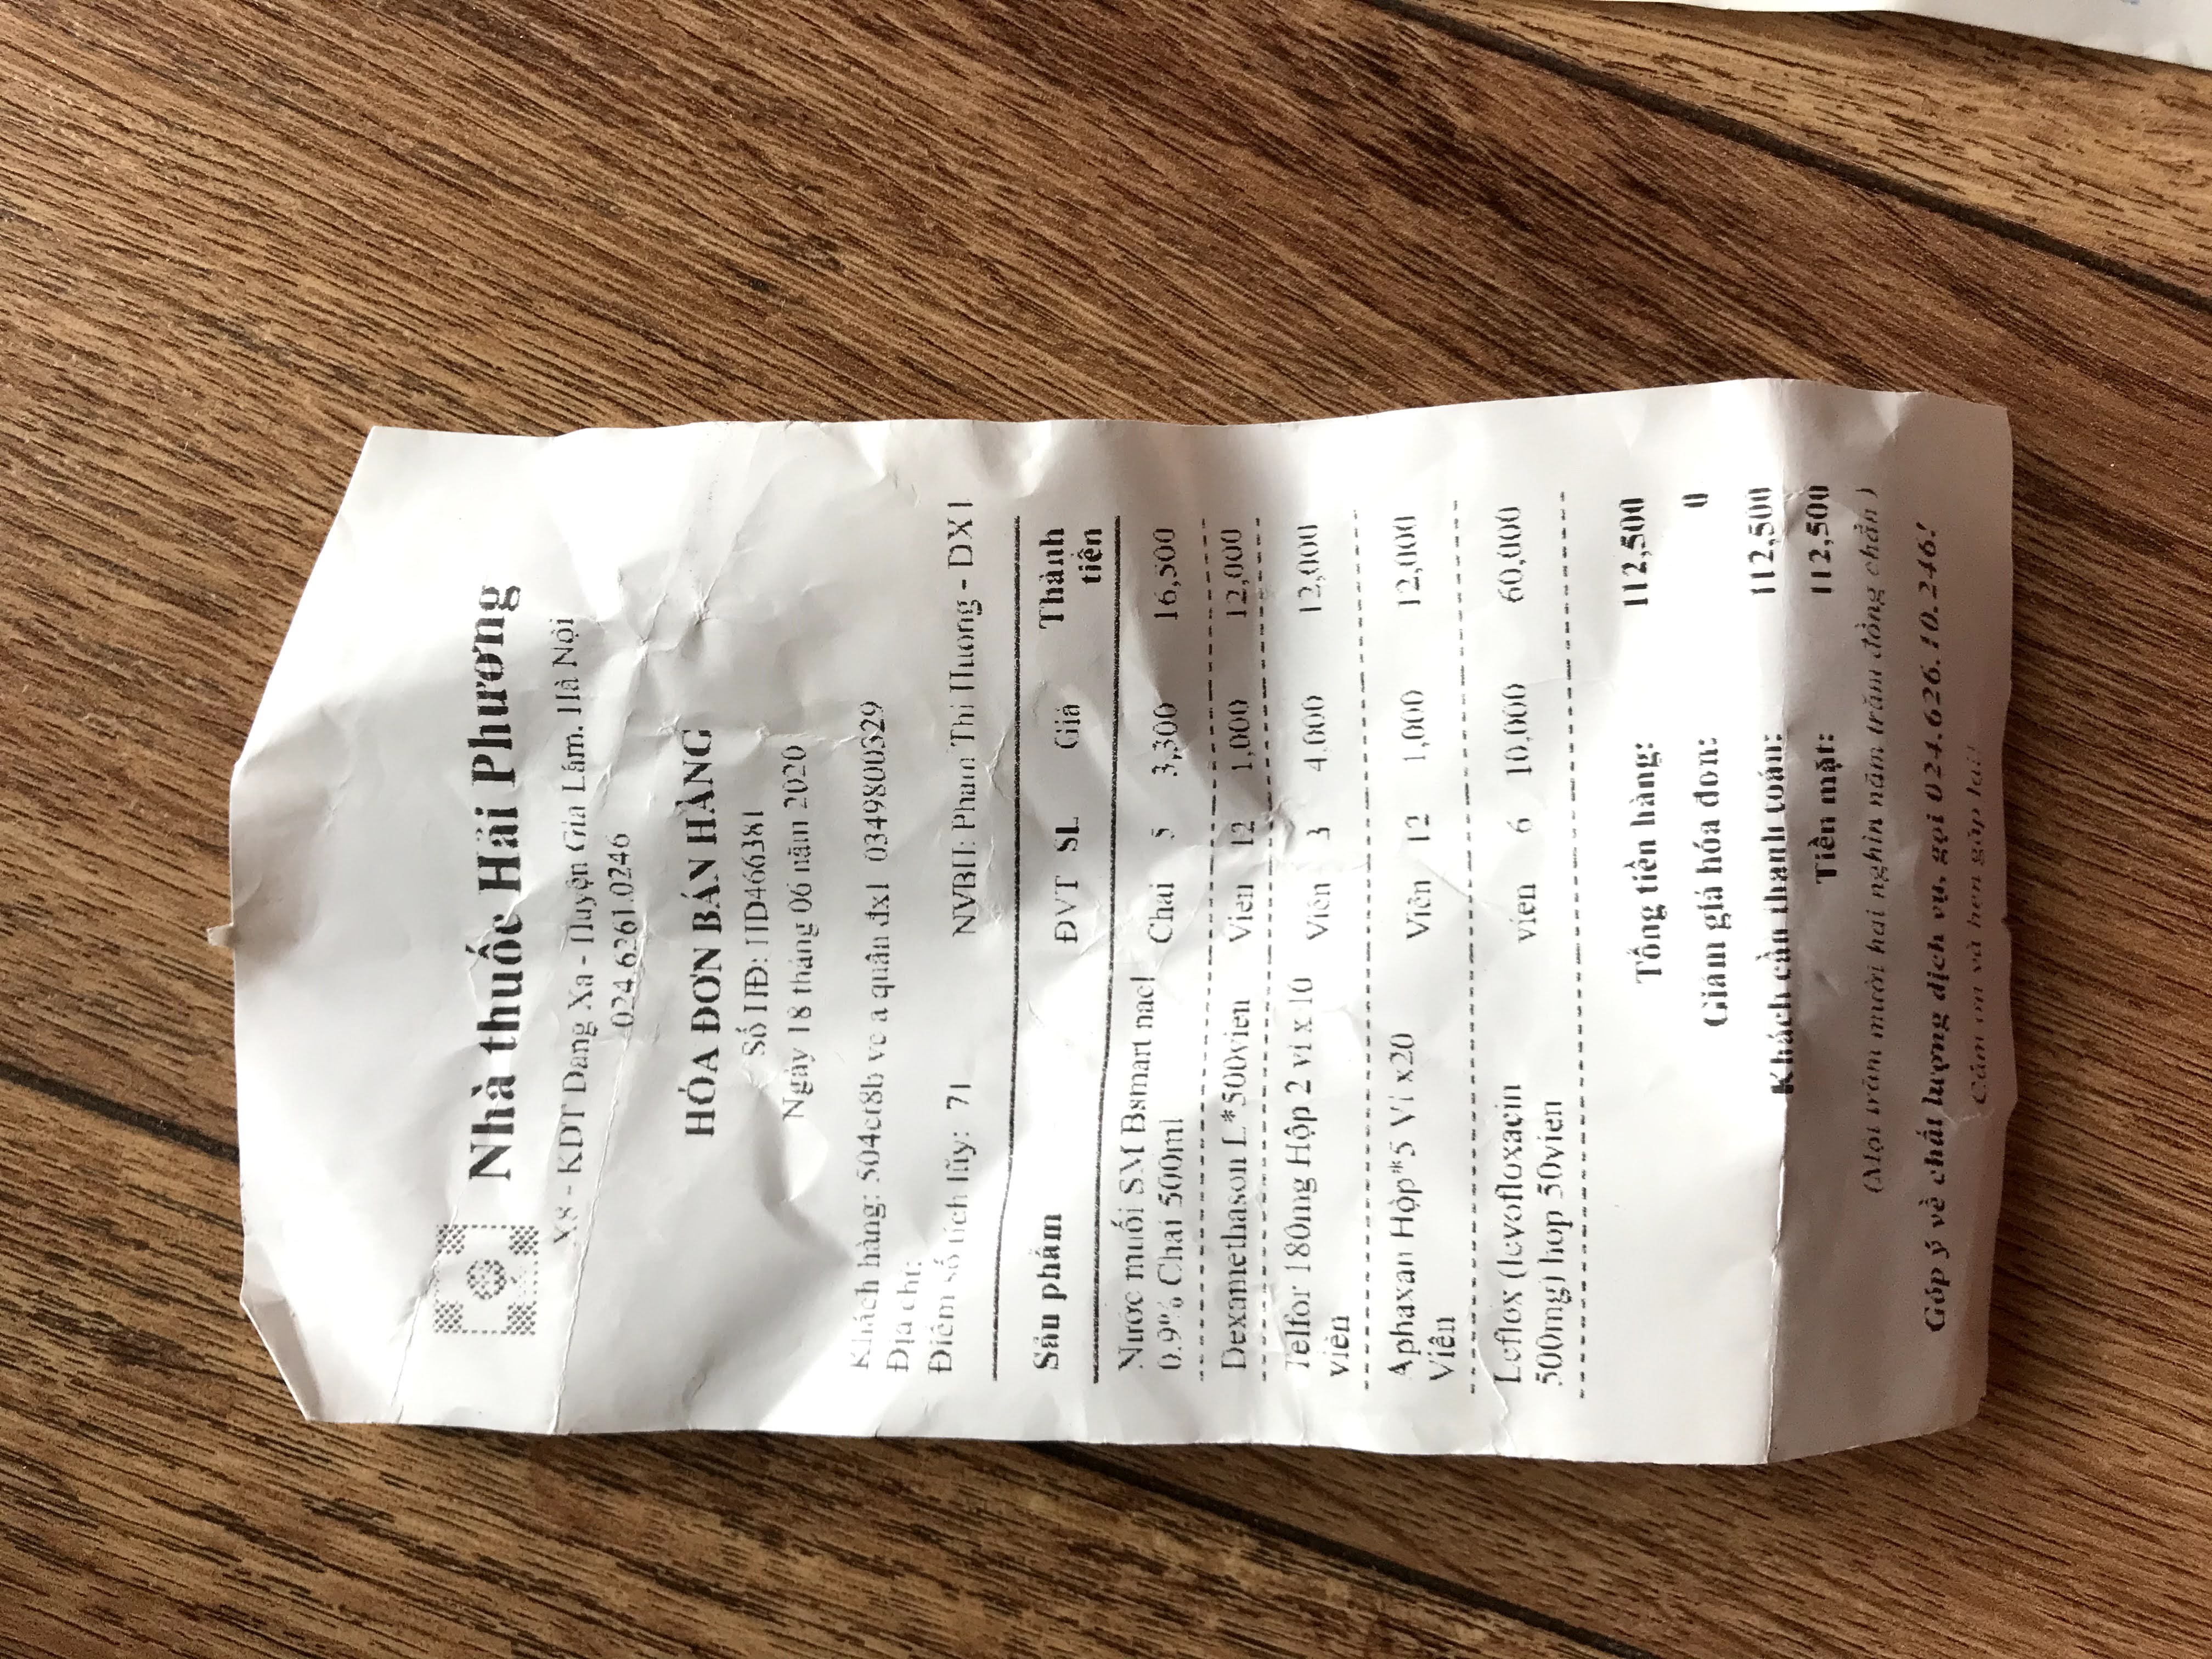 Nhà thuốc Hải Phương
X8 - KDT Dang Xa - Huyện Gia Lâm, Hà Nội
024.6261.0246
HÓA ĐƠN BÁN HÀNG
Số HĐ: HD466381
Ngày 18 tháng 06 năm 2020
Khách hàng: 504ct8b vc a quân đx1 0349800329
Địa chỉ:
Điểm số tích lũy: 71 NVBH: Pham Thi Huong - DX1
Sản phẩm ĐVT SL Giá Thành tiền
Nước muối SM Bsmart nacl Chai 5 3,300 16,500
0.9% Chai 500ml
Dexamethason L*500vien Vien 12 1,000 12,000
Telfor 180mg Hộp 2 vỉ x 10 Viên 3 4,000 12,000
viên
Aphaxan Hộp*5 Vỉ x20 Viên 12 1,000 12,000
Viên
Leflox (levofloxacin vien 6 10,000 60,000
500mg) hop 50vien
Tổng tiền hàng: 112,500
Giảm giá hóa đơn: 0
Khách cần thanh toán: 112,500
Tiền mặt: 112,500
(Một trăm mười hai nghìn năm trăm đồng chẵn )
Góp ý về chất lượng dịch vụ, gọi 024.626.10.246!
Cảm ơn và hẹn gặp lại!